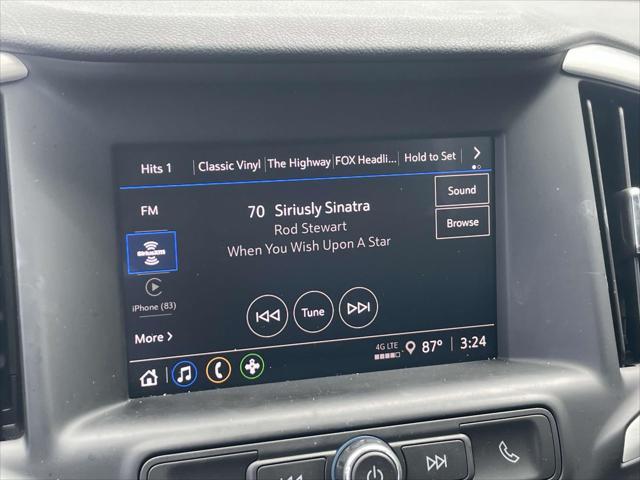 Hits 1 Classic Vinyl The Highway FOX Headli... Hold to Set
FM
70 Siriusly Sinatra
Sound
Rod Stewart
Browse
When You Wish Upon A Star
SiriusXM
iPhone (83)
Tune
More
4G LTE 87° 3:24